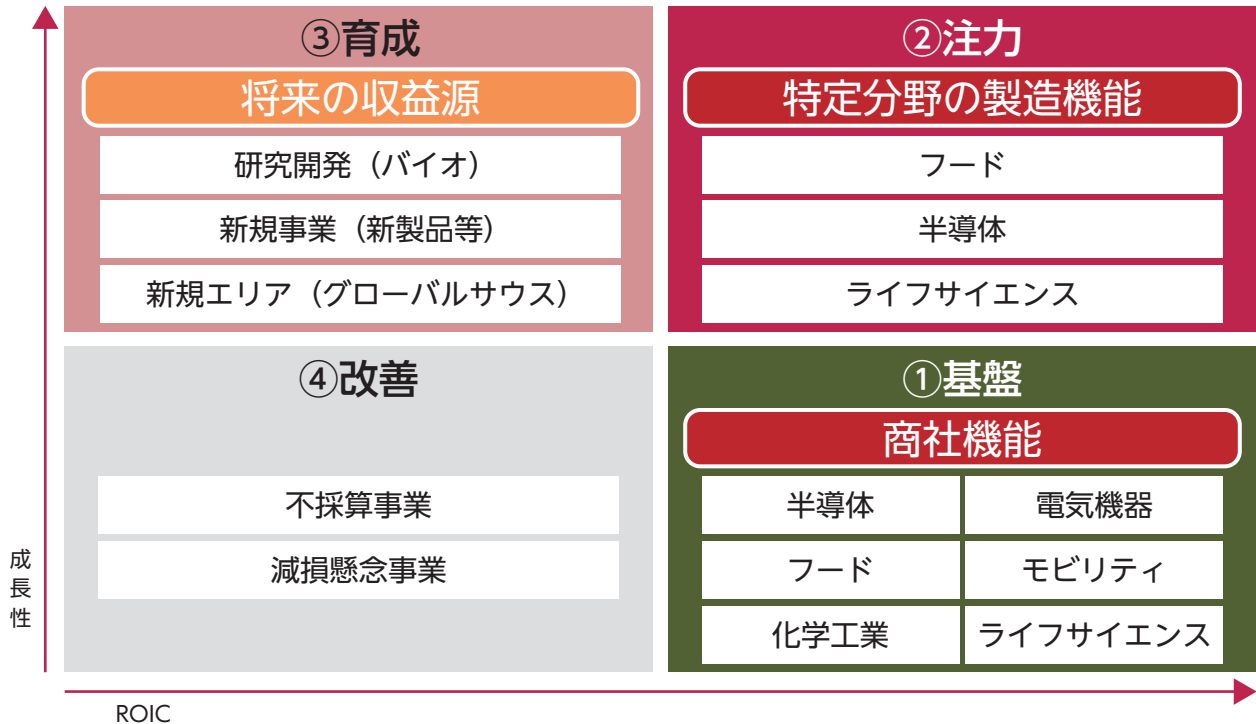 ③育成
将来の収益源
研究開発（バイオ）
新規事業（新製品等）
新規エリア（グローバルサウス）
②注力
特定分野の製造機能
フード
半導体
ライフサイエンス
④改善
不採算事業
減損懸念事業
①基盤
商社機能
半導体
電気機器
フード
モビリティ
化学工業
ライフサイエンス
成長性
ROIC